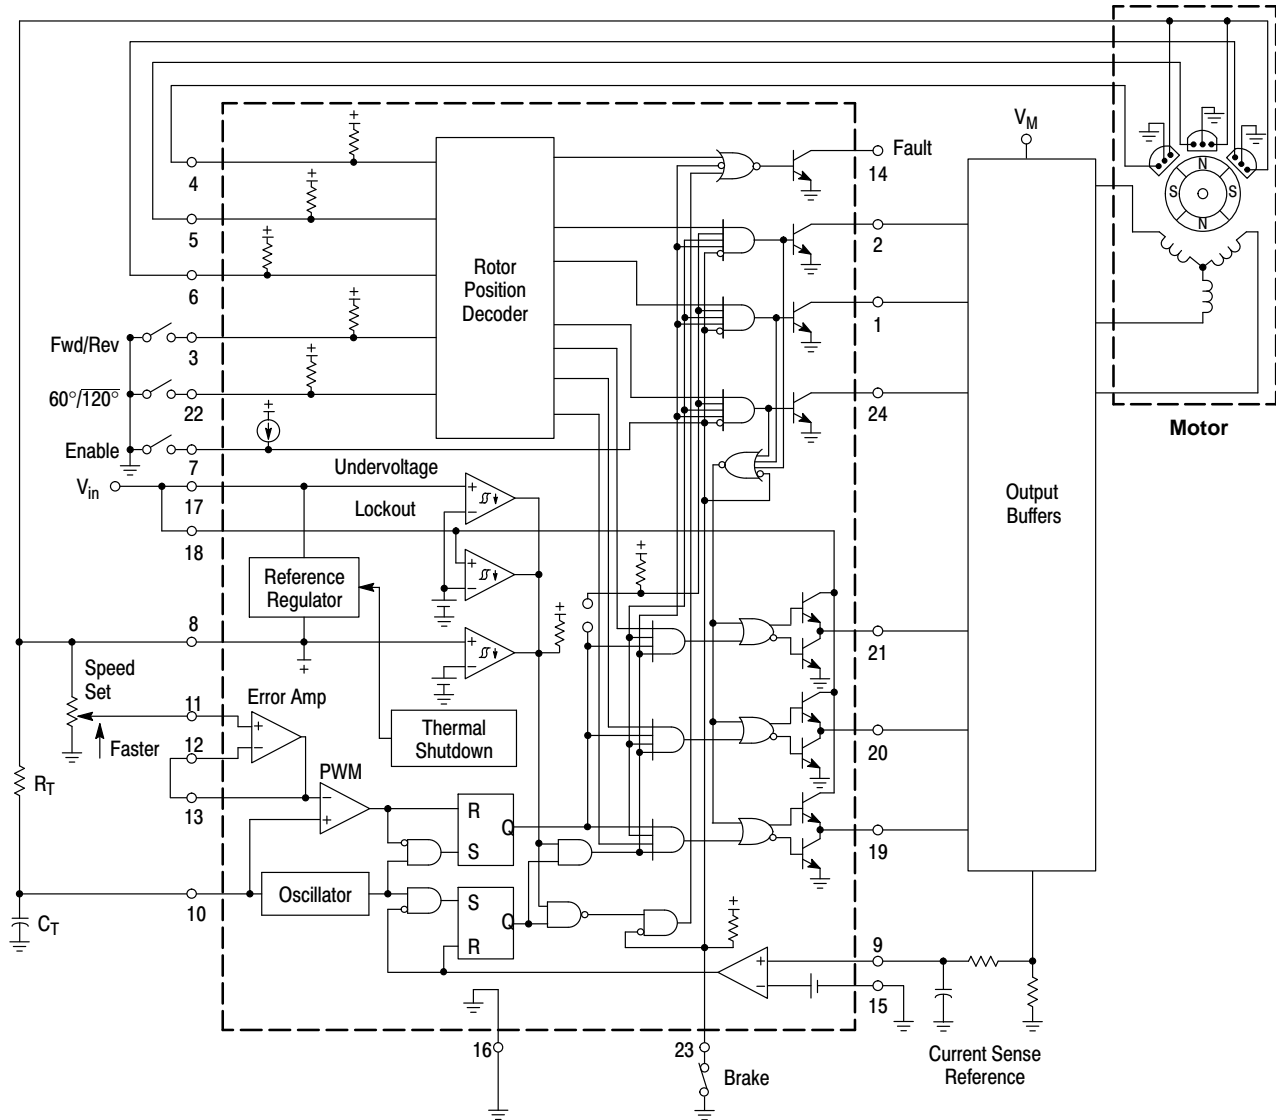 V_M
Fault
14
4
5
6
Rotor
Position
Decoder
N
S
S
N
2
1
Fwd/Rev
3
60°/120°
22
24
Enable
7
Motor
V_in
17
Undervoltage
Lockout
18
Output
Buffers
Reference
Regulator
8
21
Speed
Set
11
Error Amp
Thermal
Shutdown
Faster
12
20
R_T
13
PWM
R
Q
S
19
10
Oscillator
C_T
S
Q
R
9
15
16
23
Brake
Current Sense
Reference